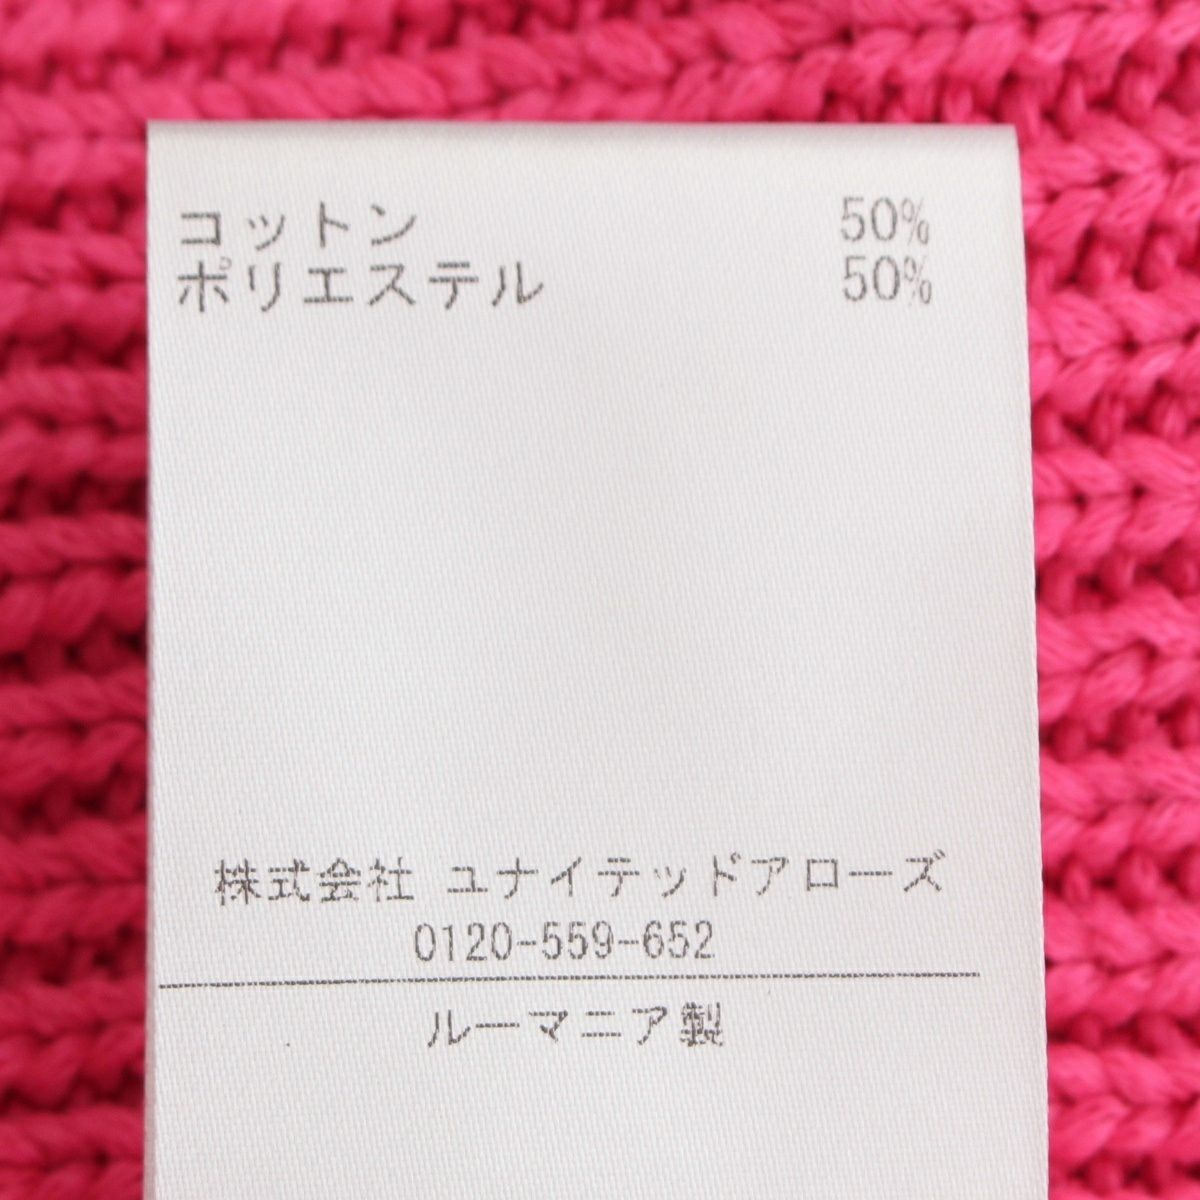 コットン 50%
ポリエステル 50%
株式会社 ユナイテッドアローズ
0120-559-652
ルーマニア製